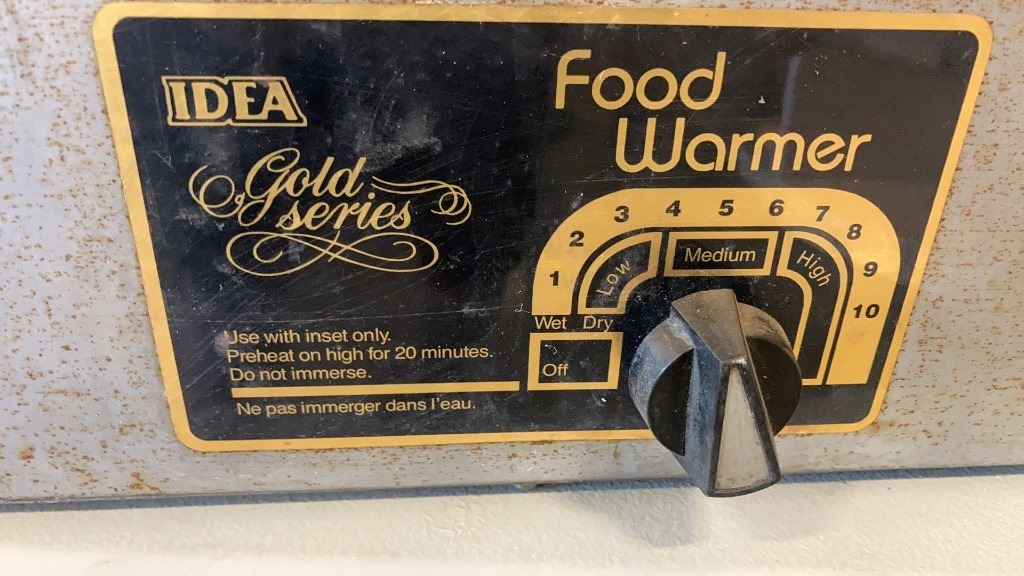 IDEA
Gold
series
Food
Warmer
1 2 3 4 5 6 7 8 9 10
Low Medium High
Wet Dry
Off
Use with inset only.
Preheat on high for 20 minutes.
Do not immerse.
Ne pas immerger dans l'eau.